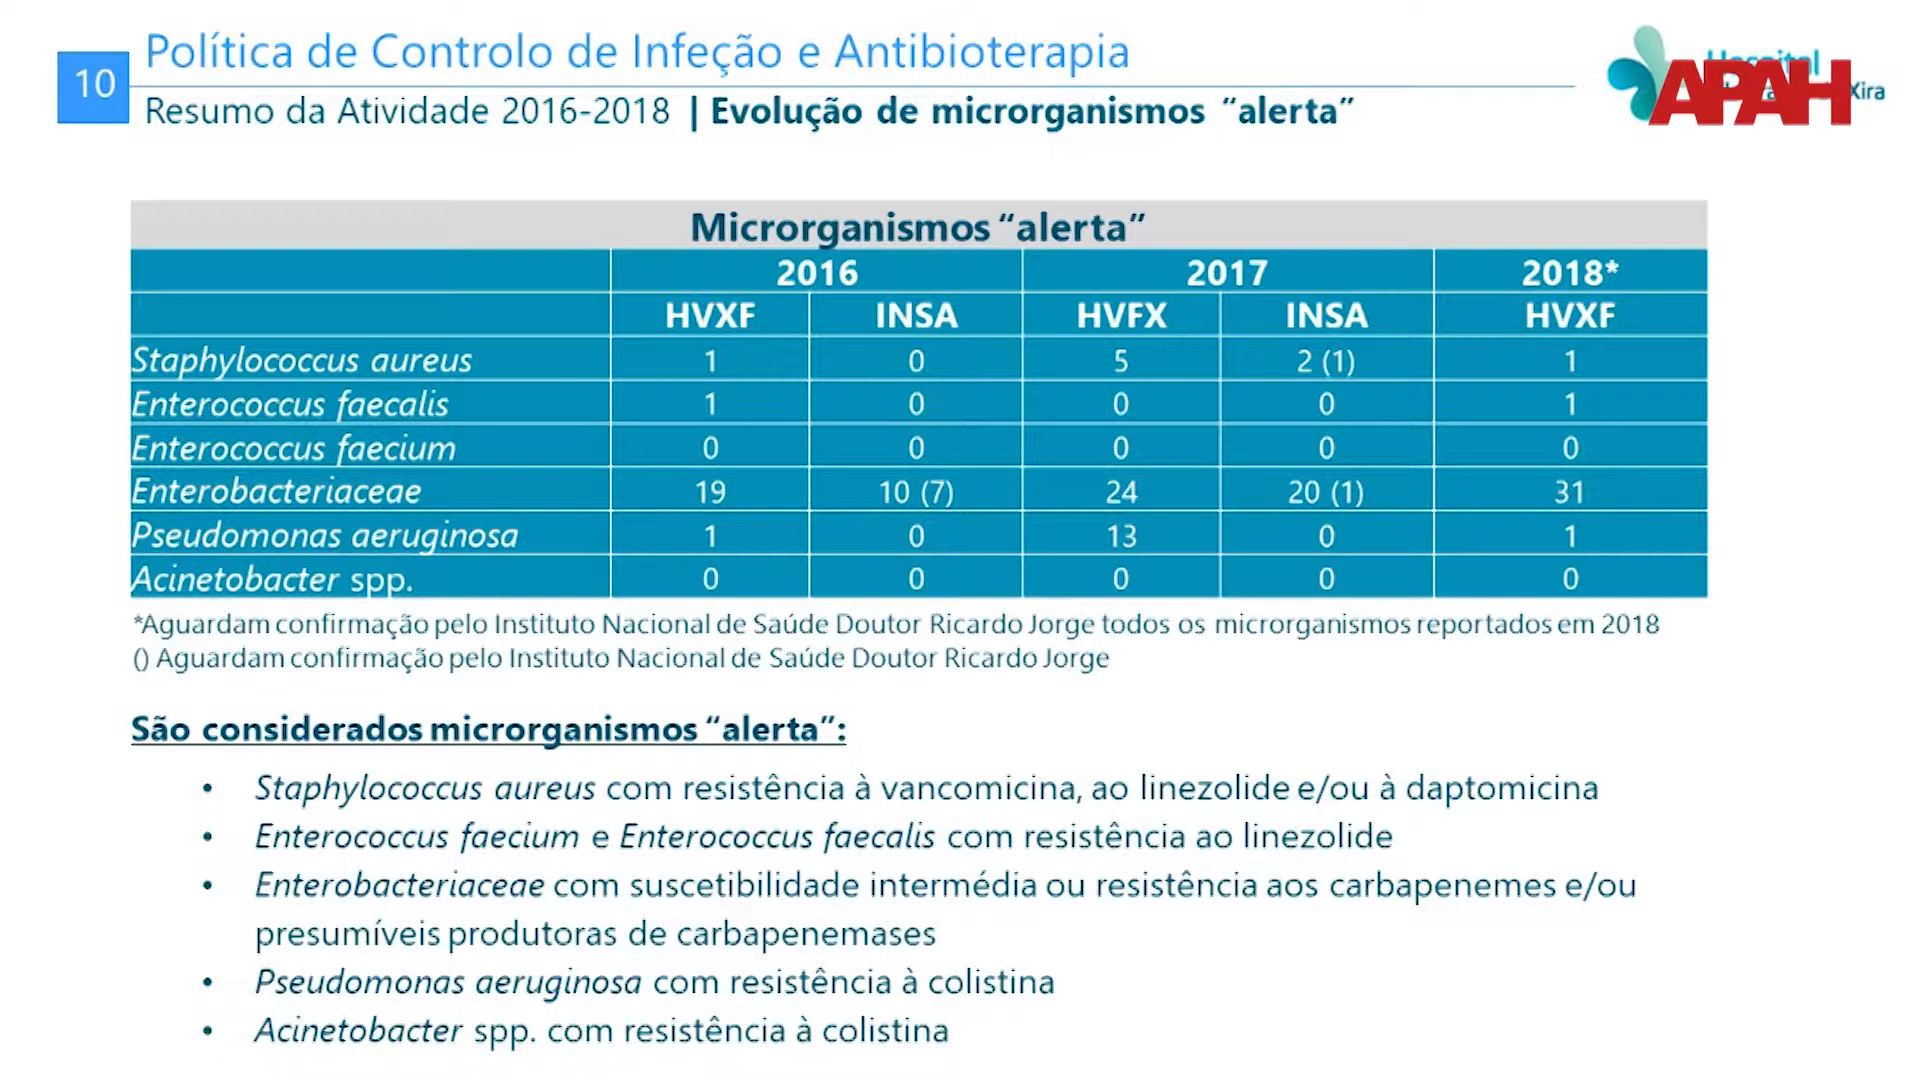 10
Política de Controlo de Infeção e Antibioterapia
Resumo da Atividade 2016-2018 | Evolução de microrganismos “alerta”
Hospital
Xira
APAH
Microrganismos “alerta”
2016 2017 2018*
HVXF INSA HVFX INSA HVXF
Staphylococcus aureus 1 0 5 2 (1) 1
Enterococcus faecalis 1 0 0 0 1
Enterococcus faecium 0 0 0 0 0
Enterobacteriaceae 19 10 (7) 24 20 (1) 31
Pseudomonas aeruginosa 1 0 13 0 1
Acinetobacter spp. 0 0 0 0 0
*Aguardam confirmação pelo Instituto Nacional de Saúde Doutor Ricardo Jorge todos os microrganismos reportados em 2018
() Aguardam confirmação pelo Instituto Nacional de Saúde Doutor Ricardo Jorge
São considerados microrganismos “alerta”:
• Staphylococcus aureus com resistência à vancomicina, ao linezolide e/ou à daptomicina
• Enterococcus faecium e Enterococcus faecalis com resistência ao linezolide
• Enterobacteriaceae com suscetibilidade intermédia ou resistência aos carbapenemes e/ou
presumíveis produtoras de carbapenemases
• Pseudomonas aeruginosa com resistência à colistina
• Acinetobacter spp. com resistência à colistina